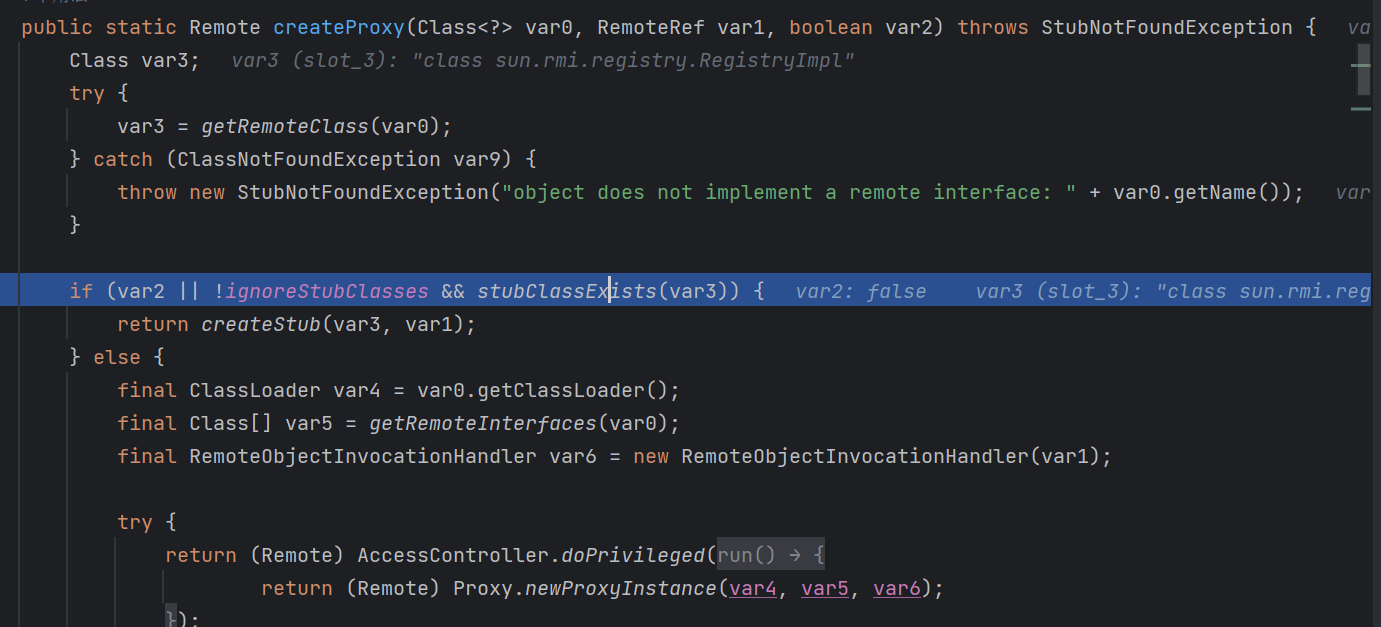 public static Remote createProxy(Class<?> var0, RemoteRef var1, boolean var2) throws StubNotFoundException {   va
    Class var3;   var3 (slot_3): "class sun.rmi.registry.RegistryImpl"
    try {
        var3 = getRemoteClass(var0);
    } catch (ClassNotFoundException var9) {
        throw new StubNotFoundException("object does not implement a remote interface: " + var0.getName());   var
    }
    if (var2 || !ignoreStubClasses && stubClassExists(var3)) {   var2: false    var3 (slot_3): "class sun.rmi.reg
        return createStub(var3, var1);
    } else {
        final ClassLoader var4 = var0.getClassLoader();
        final Class[] var5 = getRemoteInterfaces(var0);
        final RemoteObjectInvocationHandler var6 = new RemoteObjectInvocationHandler(var1);
        try {
            return (Remote) AccessController.doPrivileged(run() → {
                    return (Remote) Proxy.newProxyInstance(var4, var5, var6);
            });